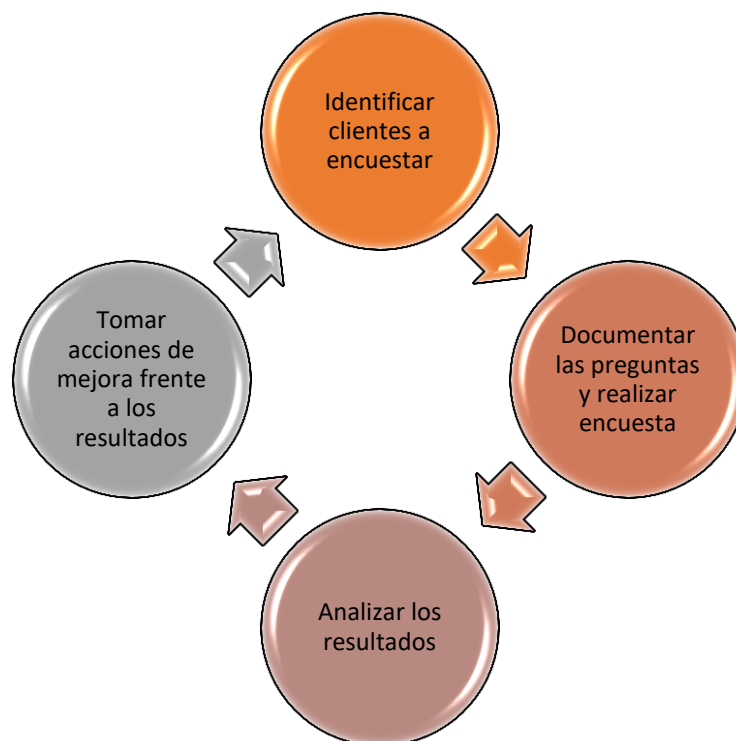 Identificar
clientes a
encuestar
Documentar
las preguntas
y realizar
encuesta
Analizar los
resultados
Tomar
acciones de
mejora frente
a los
resultados